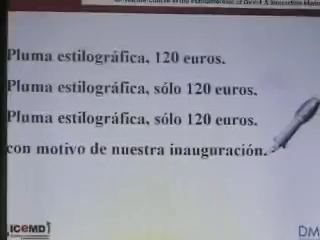 Pluma estilográfica, 120 euros.
Pluma estilográfica, sólo 120 euros.
Pluma estilográfica, sólo 120 euros.
con motivo de nuestra inauguración.
ICEMD
DM